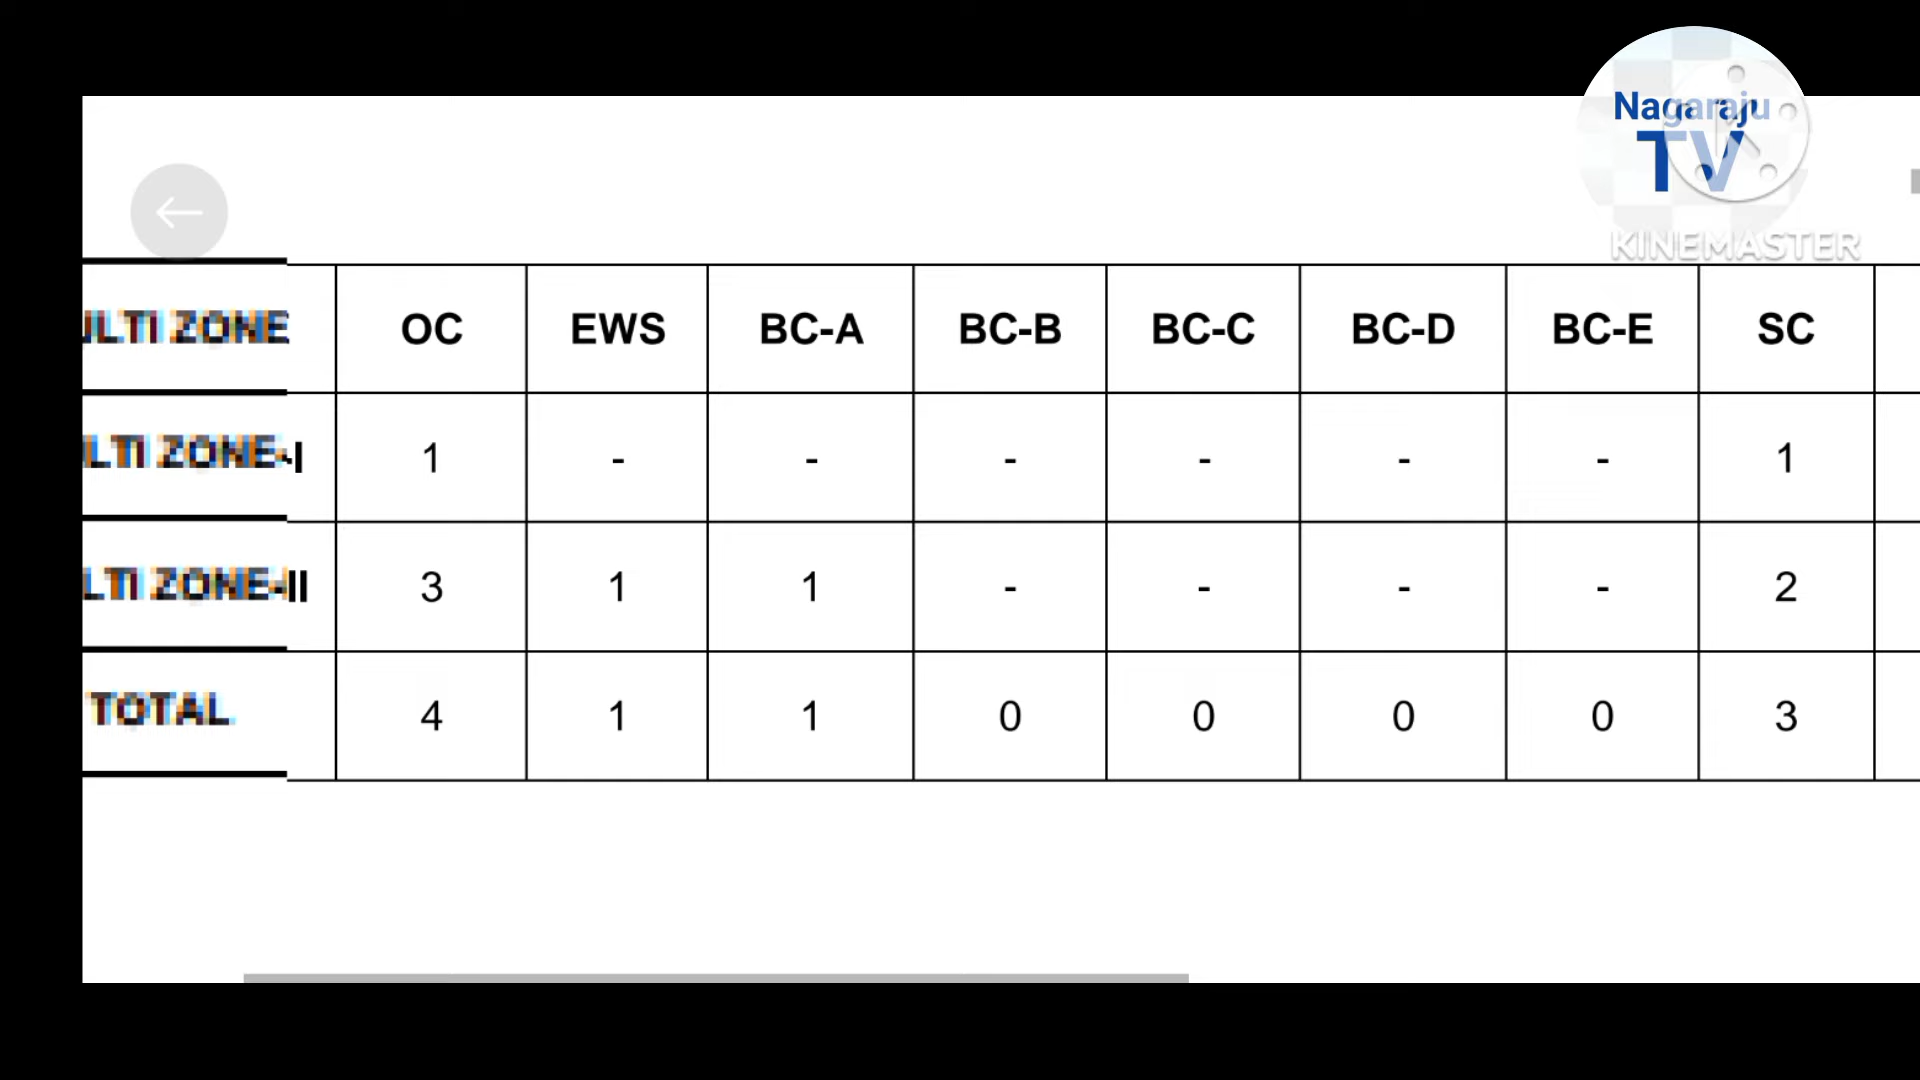 Nagaraju
TV
KINEMASTER
ULTI ZONE OC EWS BC-A BC-B BC-C BC-D BC-E SC
LTI ZONE-I 1 - - - - - - 1
LTI ZONE-II 3 1 1 - - - - 2
TOTAL 4 1 1 0 0 0 0 3